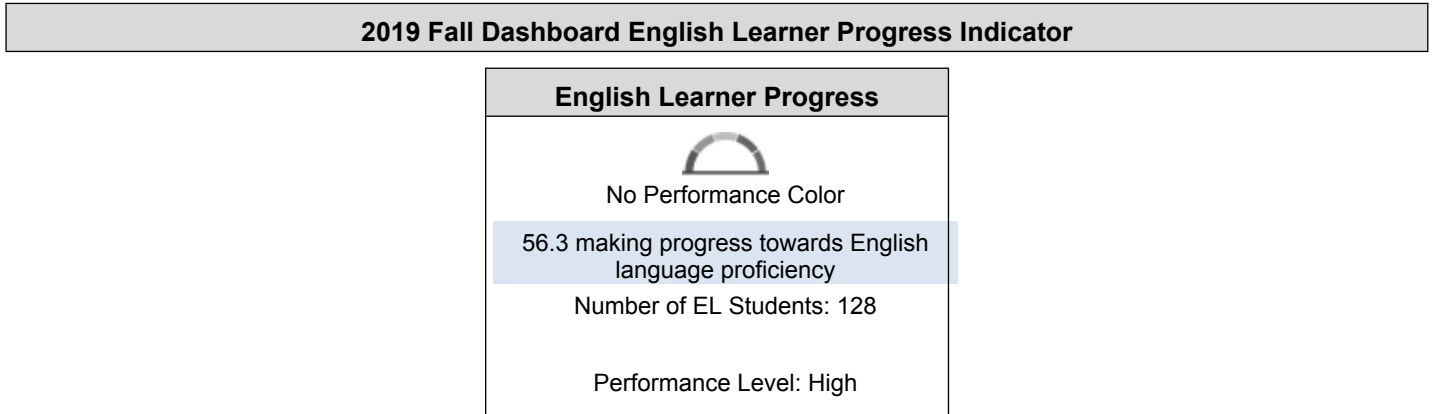 2019 Fall Dashboard English Learner Progress Indicator
English Learner Progress
No Performance Color
56.3 making progress towards English
language proficiency
Number of EL Students: 128
Performance Level: High